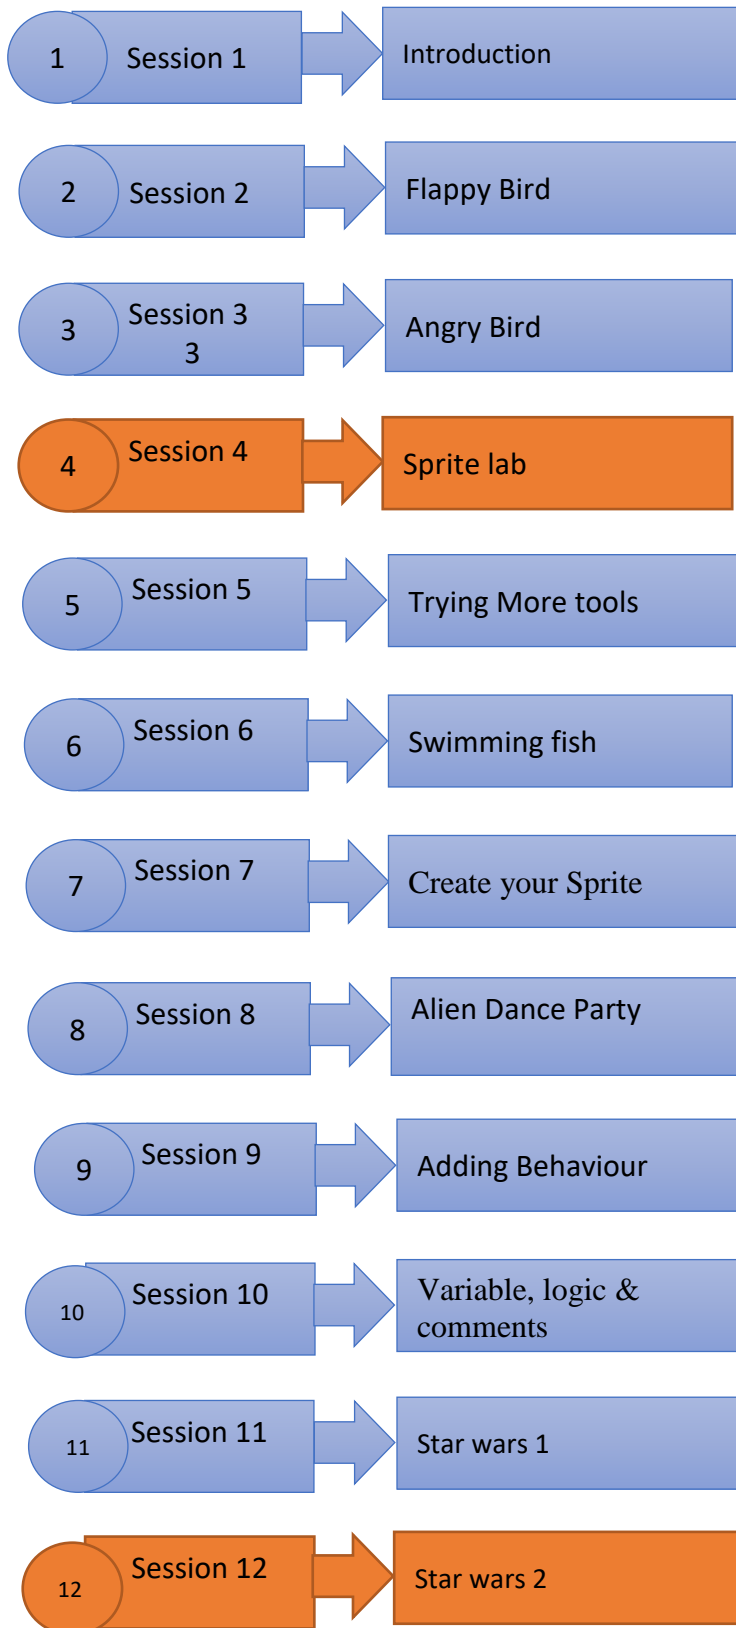 1
Session 1
Introduction
2
Session 2
Flappy Bird
3
Session 3
3
Angry Bird
4
Session 4
Sprite lab
5
Session 5
Trying More tools
6
Session 6
Swimming fish
7
Session 7
Create your Sprite
8
Session 8
Alien Dance Party
9
Session 9
Adding Behaviour
10
Session 10
Variable, logic &
comments
11
Session 11
Star wars 1
12
Session 12
Star wars 2